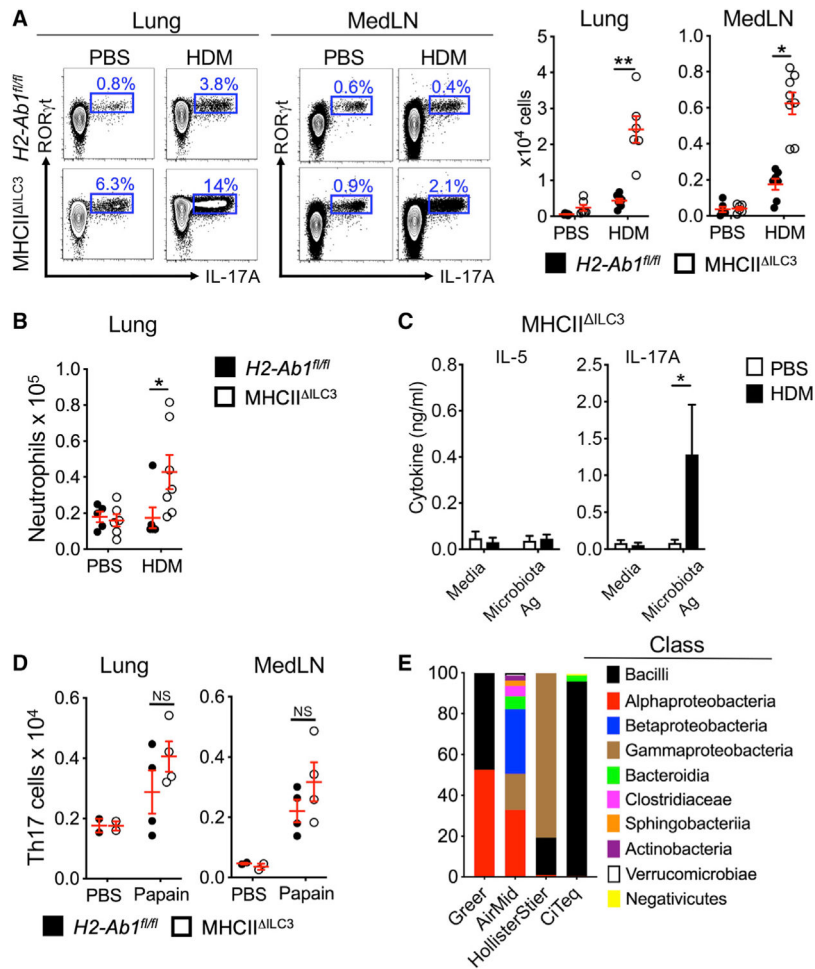 A
Lung
MedLN
PBS HDM
PBS HDM
H2-Ab1fl/fl
MHCIIΔILC3
RORγt
RORγt
0.8%
3.8%
0.6%
0.4%
6.3%
14%
0.9%
2.1%
IL-17A
IL-17A
Lung
MedLN
x10⁴ cells
5
4
3
2
1
0
1.0
0.8
0.6
0.4
0.2
0.0
**
*
PBS HDM
PBS HDM
H2-Ab1fl/fl
MHCIIΔILC3
B
Lung
Neutrophils x 10⁵
1.0
0.8
0.6
0.4
0.2
0.0
*
PBS HDM
H2-Ab1fl/fl
MHCIIΔILC3
C
MHCIIΔILC3
IL-5
IL-17A
Cytokine (ng/ml)
0.8
0.6
0.4
0.2
0.0
2.5
2.0
1.5
1.0
0.5
0.0
*
PBS
HDM
Media
Microbiota
Ag
Media
Microbiota
Ag
D
Lung
MedLN
Th17 cells x 10⁴
0.6
0.4
0.2
0.0
0.6
0.4
0.2
0.0
NS
NS
PBS Papain
PBS Papain
H2-Ab1fl/fl
MHCIIΔILC3
E
100
80
60
40
20
0
Greer
AirMid
HollisterStier
CiTeq
Class
Bacilli
Alphaproteobacteria
Betaproteobacteria
Gammaproteobacteria
Bacteroidia
Clostridiaceae
Sphingobacteriia
Actinobacteria
Verrucomicrobiae
Negativicutes